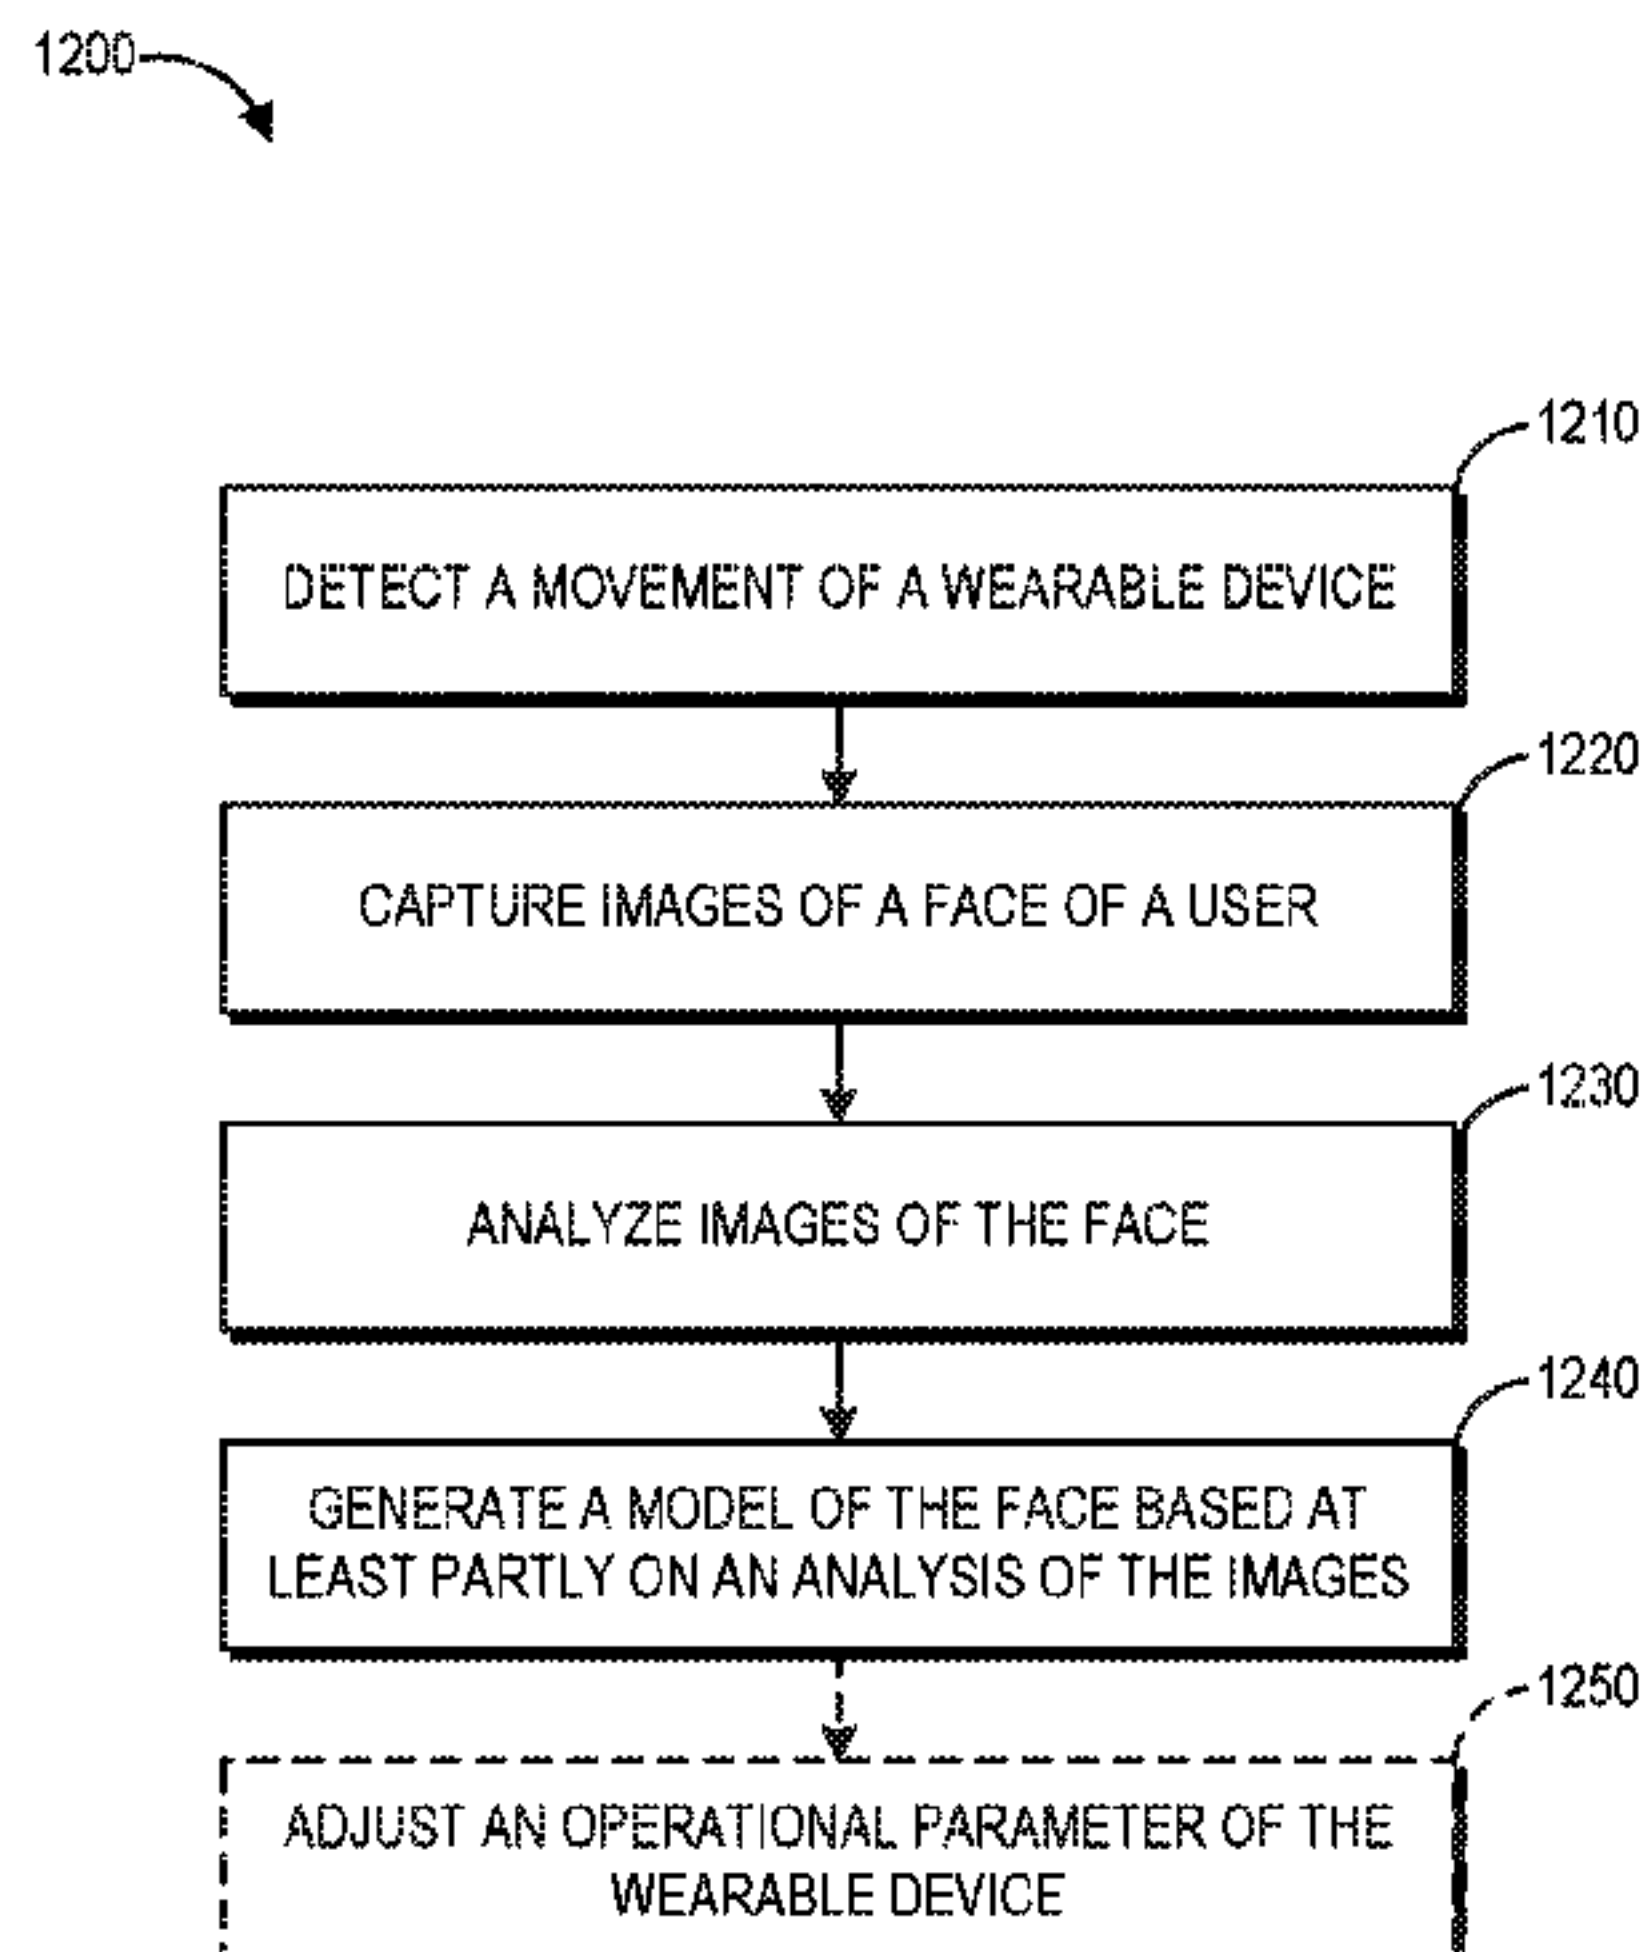 1200
1210
DETECT A MOVEMENT OF A WEARABLE DEVICE
1220
CAPTURE IMAGES OF A FACE OF A USER
1230
ANALYZE IMAGES OF THE FACE
1240
GENERATE A MODEL OF THE FACE BASED AT
LEAST PARTLY ON AN ANALYSIS OF THE IMAGES
1250
ADJUST AN OPERATIONAL PARAMETER OF THE
WEARABLE DEVICE